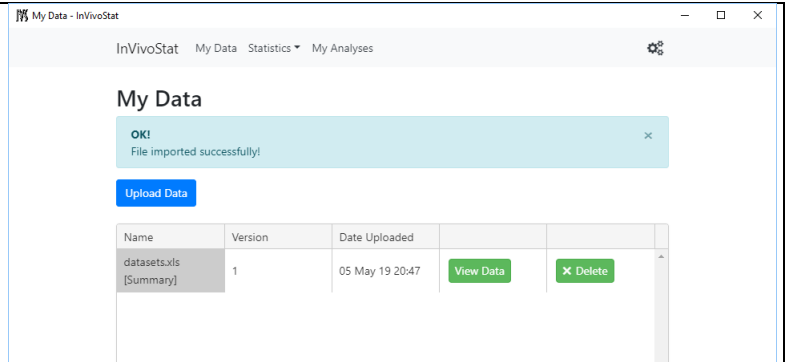 My Data - InVivoStat
InVivoStat My Data Statistics My Analyses
My Data
OK!
File imported successfully!
Upload Data
Name Version Date Uploaded
datasets.xls
[Summary] 1 05 May 19 20:47 View Data × Delete